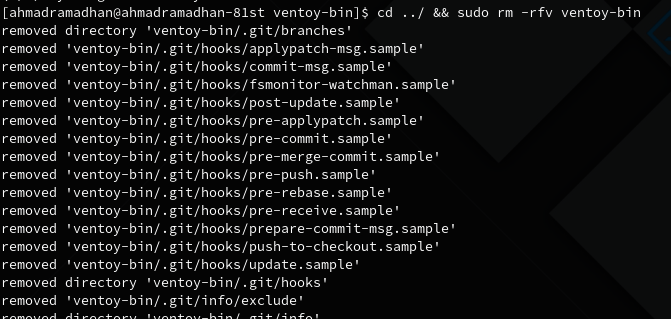 [ahmadramadhan@ahmadramadhan-81st ventoy-bin]$ cd ../ && sudo rm -rfv ventoy-bin
removed directory 'ventoy-bin/.git/branches'
removed 'ventoy-bin/.git/hooks/applypatch-msg.sample'
removed 'ventoy-bin/.git/hooks/commit-msg.sample'
removed 'ventoy-bin/.git/hooks/fsmonitor-watchman.sample'
removed 'ventoy-bin/.git/hooks/post-update.sample'
removed 'ventoy-bin/.git/hooks/pre-applypatch.sample'
removed 'ventoy-bin/.git/hooks/pre-commit.sample'
removed 'ventoy-bin/.git/hooks/pre-merge-commit.sample'
removed 'ventoy-bin/.git/hooks/pre-push.sample'
removed 'ventoy-bin/.git/hooks/pre-rebase.sample'
removed 'ventoy-bin/.git/hooks/pre-receive.sample'
removed 'ventoy-bin/.git/hooks/prepare-commit-msg.sample'
removed 'ventoy-bin/.git/hooks/push-to-checkout.sample'
removed 'ventoy-bin/.git/hooks/update.sample'
removed directory 'ventoy-bin/.git/hooks'
removed 'ventoy-bin/.git/info/exclude'
removed directory 'ventoy-bin/.git/info'